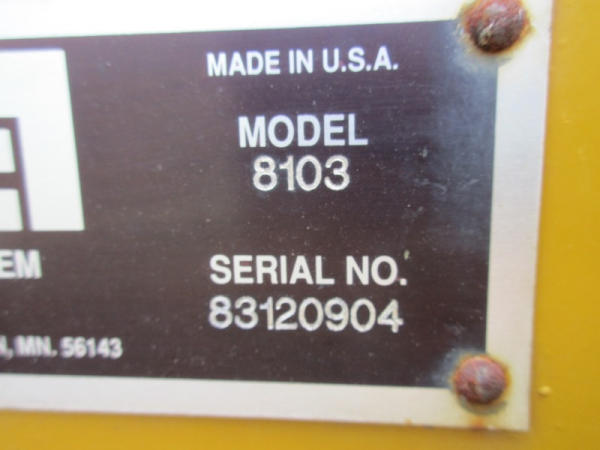 MADE IN U.S.A.
MODEL
8103
EM
SERIAL NO.
83120904
N, MN. 56143